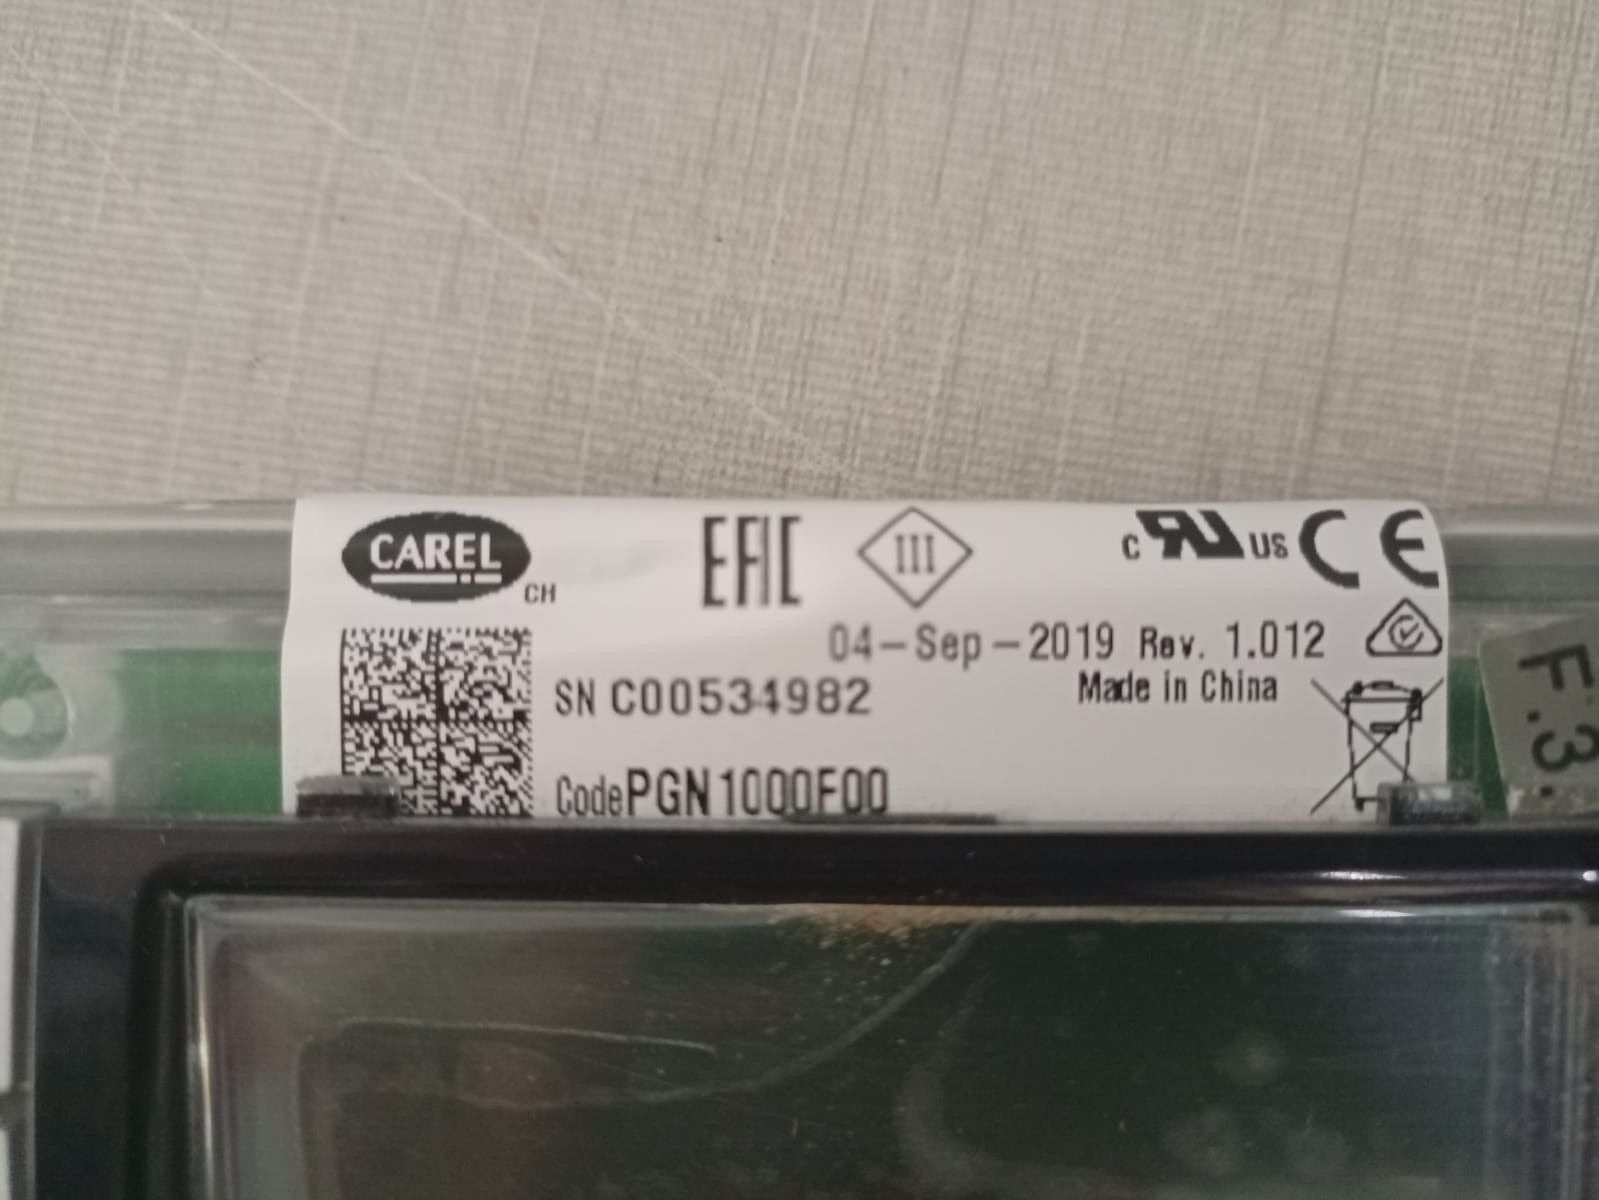 CAREL
CH
EAC
III
c RU US CE
04-Sep-2019 Rev. 1.012
SN C00534982
Made in China
Code PGN1000F00
F.3.